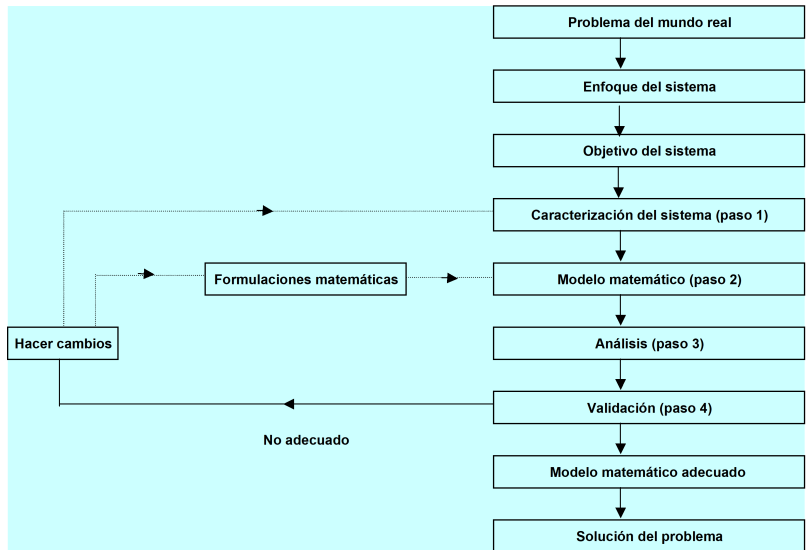 Problema del mundo real
Enfoque del sistema
Objetivo del sistema
Caracterización del sistema (paso 1)
Formulaciones matemáticas
Modelo matemático (paso 2)
Hacer cambios
Análisis (paso 3)
Validación (paso 4)
No adecuado
Modelo matemático adecuado
Solución del problema